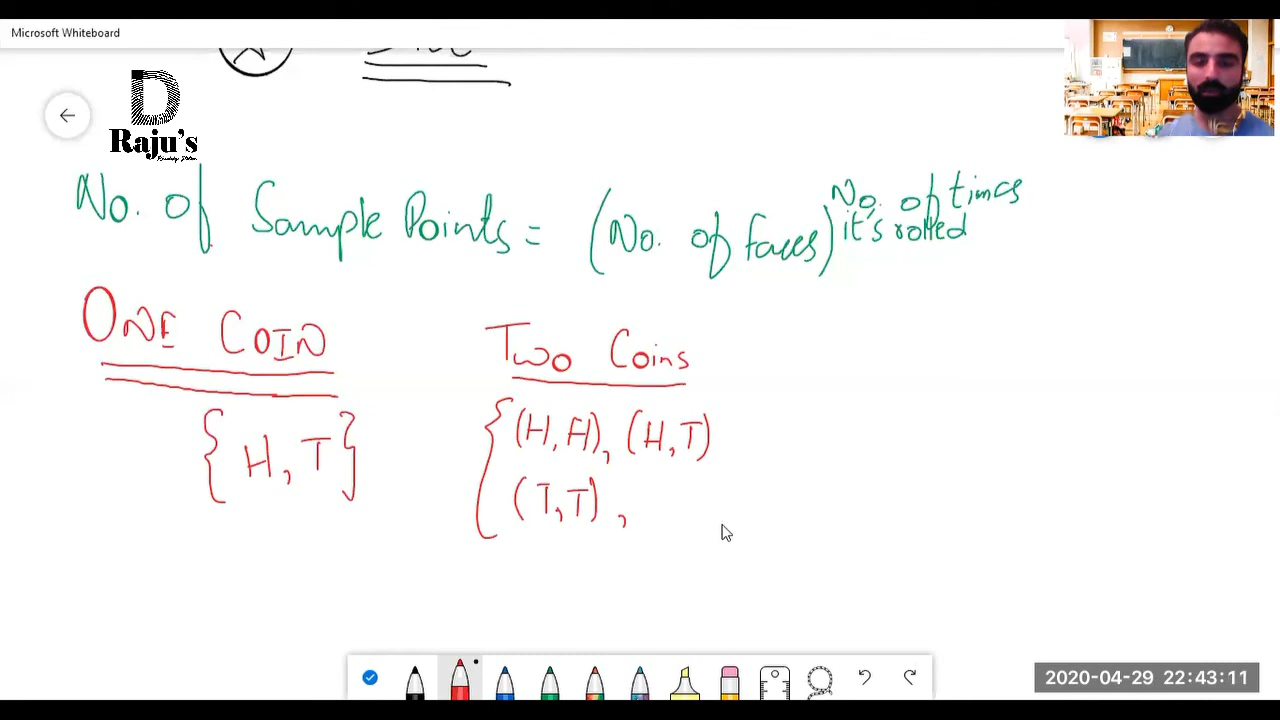 Microsoft Whiteboard
D
Raju's
No. of Sample Points = (No. of faces) No. of times it's rolled
ONE COIN
{H, T}
Two Coins
{(H,H), (H,T)
(T,T),
2020-04-29 22:43:11